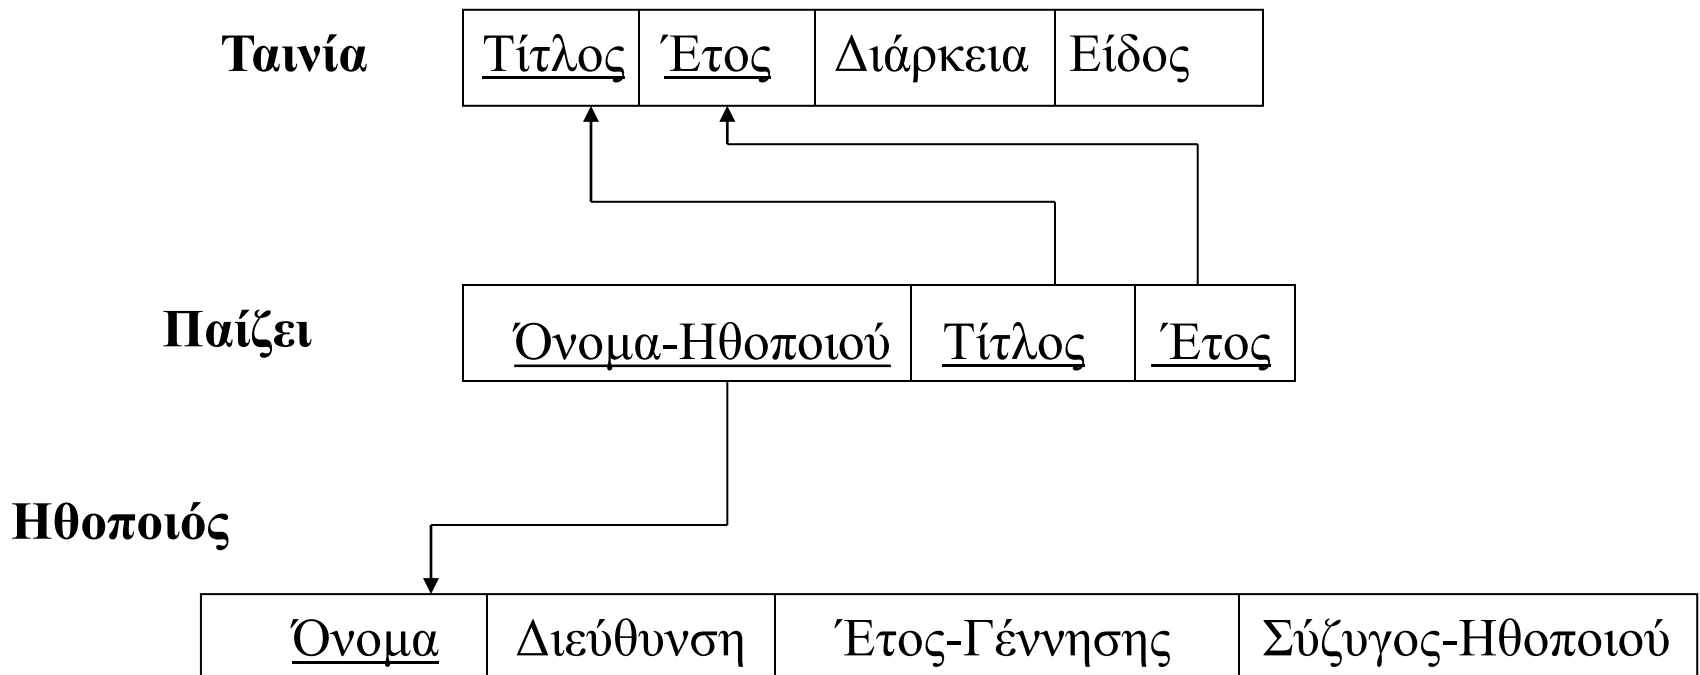 Ταινία Τίτλος Έτος Διάρκεια Είδος
Παίζει Όνομα-Ηθοποιού Τίτλος Έτος
Ηθοποιός
Όνομα Διεύθυνση Έτος-Γέννησης Σύζυγος-Ηθοποιού